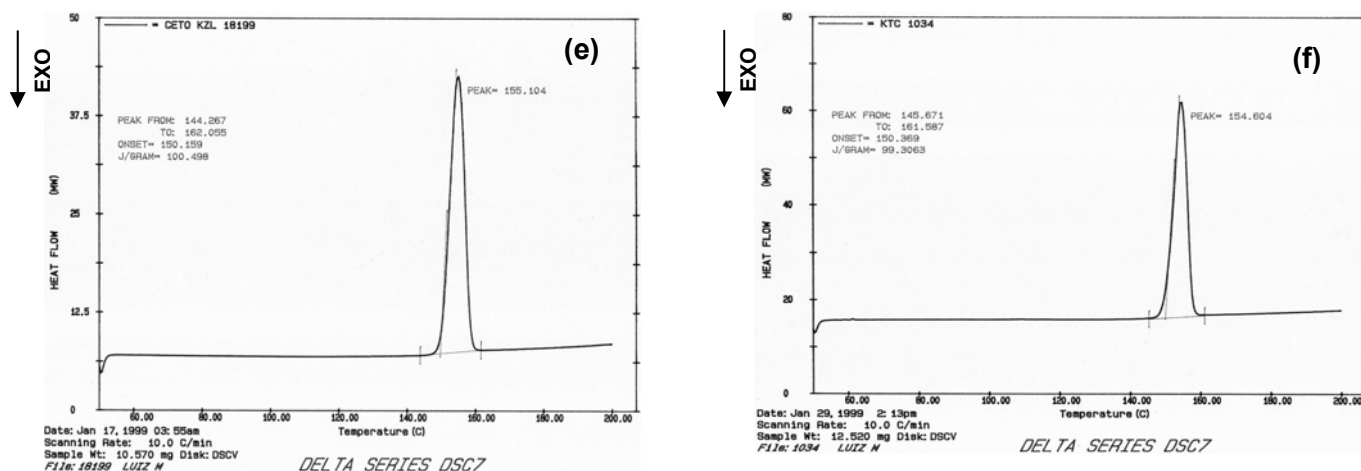 50
= CETO KZL 18199
(e)
EXO
PEAK= 155.104
37.5
PEAK FROM: 144.267
TO: 162.055
ONSET= 150.159
J/GRAM= 100.498
25
HEAT FLOW (MW)
12.5
0
60.00 80.00 100.00 120.00 140.00 160.00 180.00 200.00
Temperature (C)
Date: Jan 17, 1999 03:55am
Scanning Rate: 10.0 C/min
Sample Wt: 10.570 mg Disk: DSCV
File: 18199 LUIZ M
DELTA SERIES DSC7
80
= KTC 1034
(f)
EXO
60
PEAK= 154.604
PEAK FROM: 145.671
TO: 161.587
ONSET= 150.369
J/GRAM= 99.3063
40
HEAT FLOW (MW)
20
0
60.00 80.00 100.00 120.00 140.00 160.00 180.00 200.00
Temperature (C)
Date: Jan 29, 1999 2:13pm
Scanning Rate: 10.0 C/min
Sample Wt: 12.520 mg Disk: DSCV
File: 1034 LUIZ M
DELTA SERIES DSC7